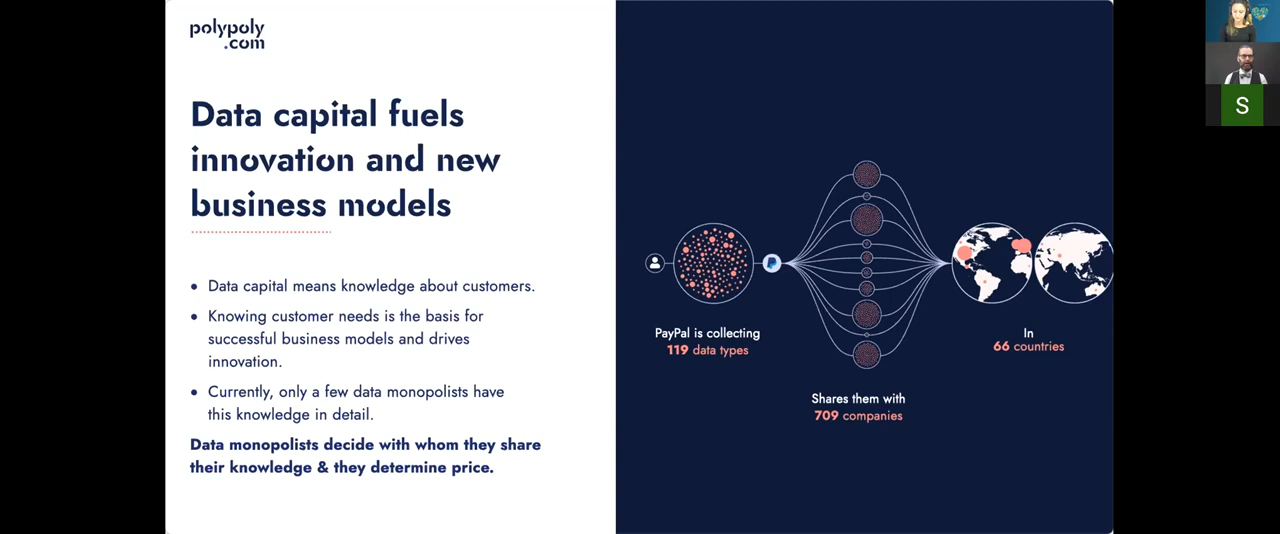 polypoly
.com
Data capital fuels
innovation and new
business models
• Data capital means knowledge about customers.
• Knowing customer needs is the basis for
successful business models and drives
innovation.
• Currently, only a few data monopolists have
this knowledge in detail.
Data monopolists decide with whom they share
their knowledge & they determine price.
PayPal is collecting
119 data types
Shares them with
709 companies
In
66 countries
S